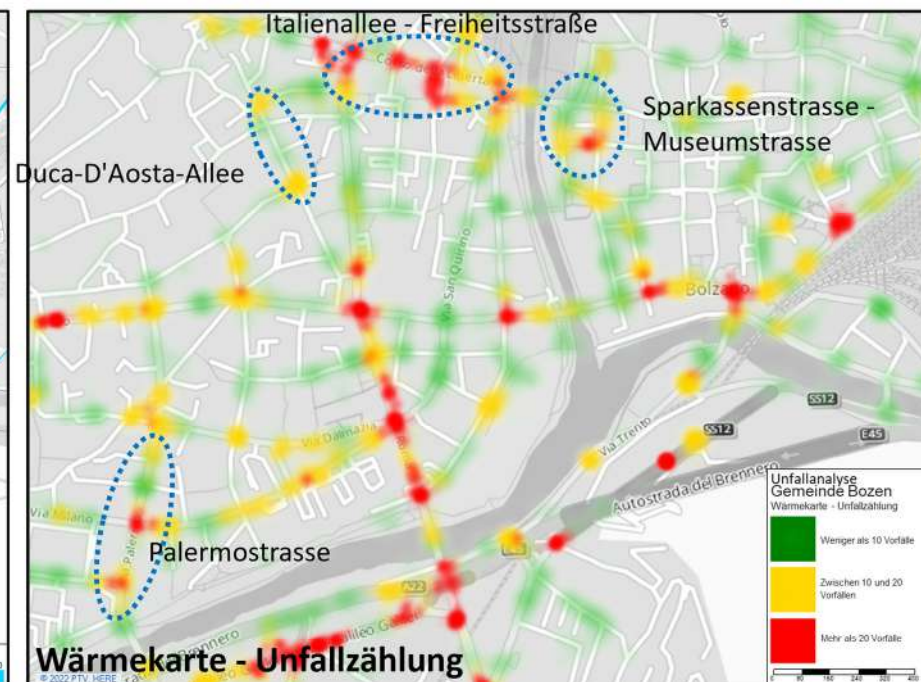 Italienallee - Freiheitsstraße
Sparkassenstrasse -
Museumstrasse
Duca-D'Aosta-Allee
Via San Quirino
Bolzano
Via Dalmazia
Via Trento
SS12
SS12
E45
Autostrada del Brennero
Via Milano
Palermostrasse
A22
Wärmekarte - Unfallzählung
© 2022 PTV, HERE
Unfallanalyse
Gemeinde Bozen
Wärmekarte - Unfallzählung
Weniger als 10 Vorfälle
Zwischen 10 und 20
Vorfällen
Mehr als 20 Vorfälle